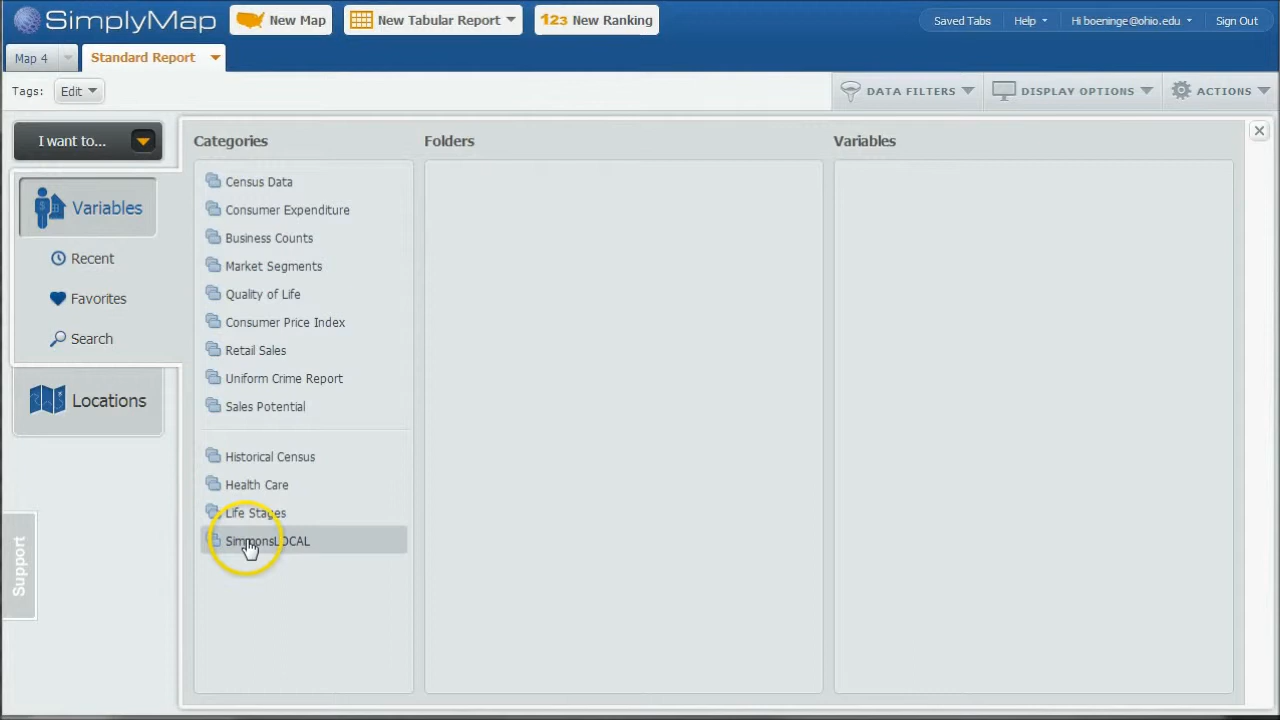 SimplyMap
New Map
New Tabular Report
123 New Ranking
Saved Tabs
Help
Hi boeninge@ohio.edu
Sign Out
Map 4
Standard Report
Tags:
Edit
DATA FILTERS
DISPLAY OPTIONS
ACTIONS
I want to...
Variables
Recent
Favorites
Search
Locations
Support
Categories
Census Data
Consumer Expenditure
Business Counts
Market Segments
Quality of Life
Consumer Price Index
Retail Sales
Uniform Crime Report
Sales Potential
Historical Census
Health Care
Life Stages
SimmonsLOCAL
Folders
Variables